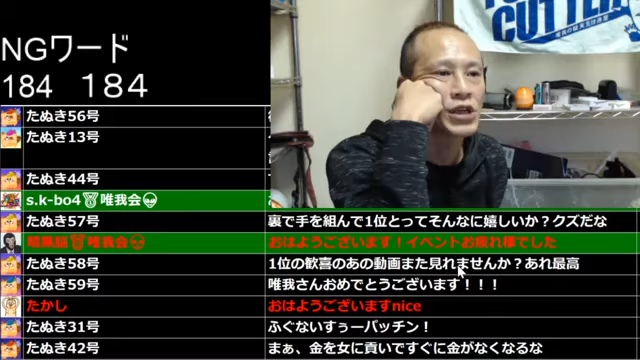 NGワード
184 １８４
CUTTER
たぬき56号
たぬき13号
たぬき44号
s.k-bo4🐰唯我会👽
たぬき57号 裏で手を組んで1位とってそんなに嬉しいか？クズだな
おはようございます！イベントお疲れ様でした
たぬき58号 1位の歓喜のあの動画また見れませんか？あれ最高
たぬき59号 唯我さんおめでとうございます！！！
たかし おはようございますnice
たぬき31号 ふぐないすぅーバッチン！
たぬき42号 まぁ、金を女に貢いですぐに金がなくなるな